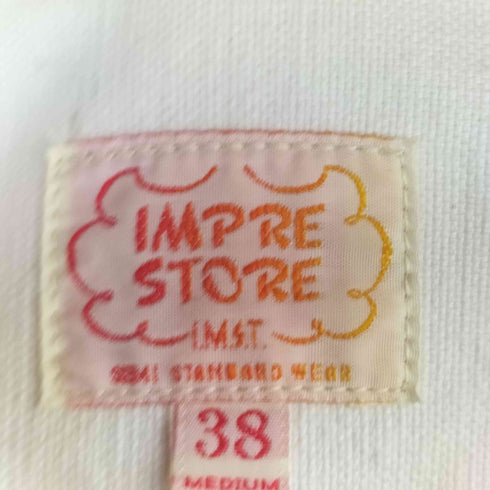 IMPRE
STORE
I.M.S.T.
STANDARD WEAR
38
MEDIUM